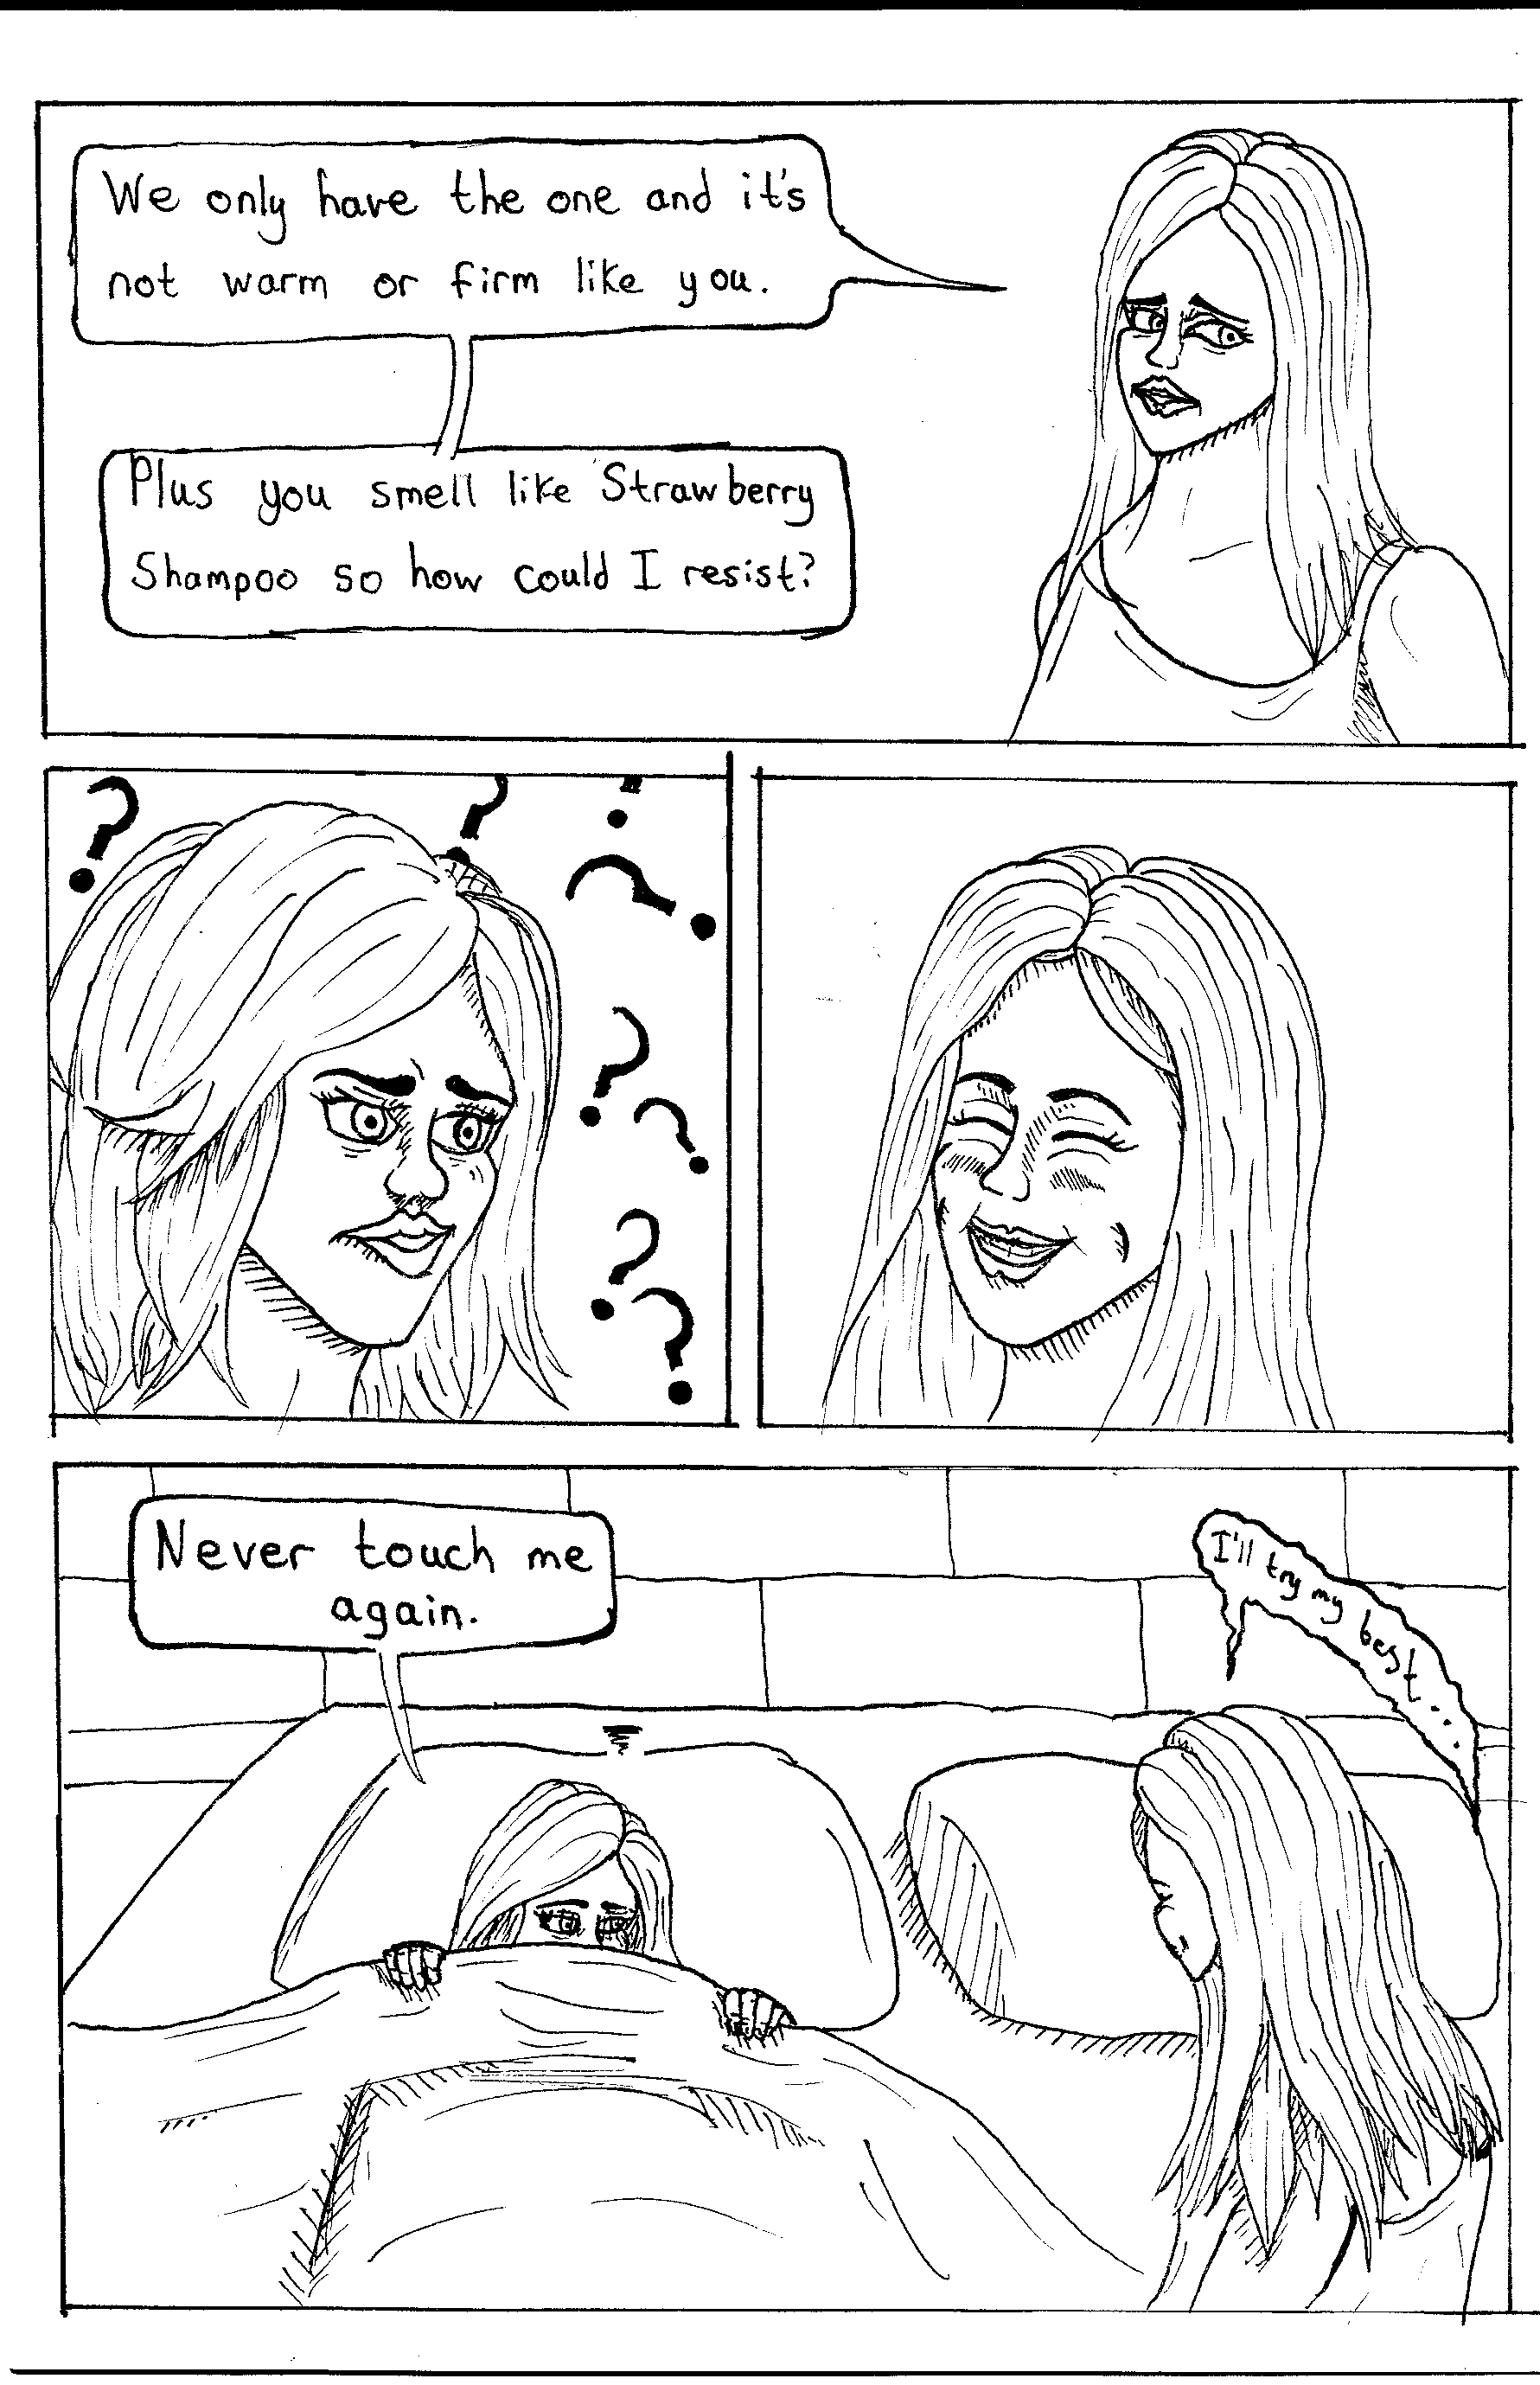 We only have the one and it's
not warm or firm like you.
Plus you smell like Strawberry
Shampoo so how could I resist?
? ? ? ? ? ? ? ?
Never touch me
again.
I'll try my best...